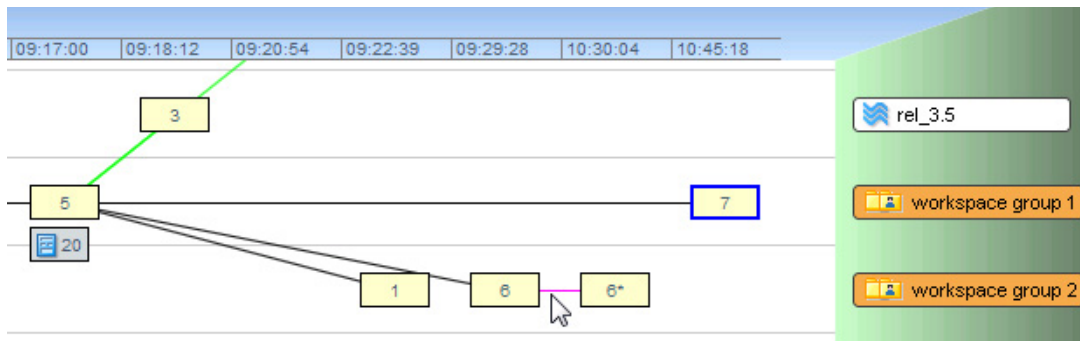 09:17:00 09:18:12 09:20:54 09:22:39 09:29:28 10:30:04 10:45:18
3 rel_3.5
5 7 workspace group 1
20
1 6 6* workspace group 2